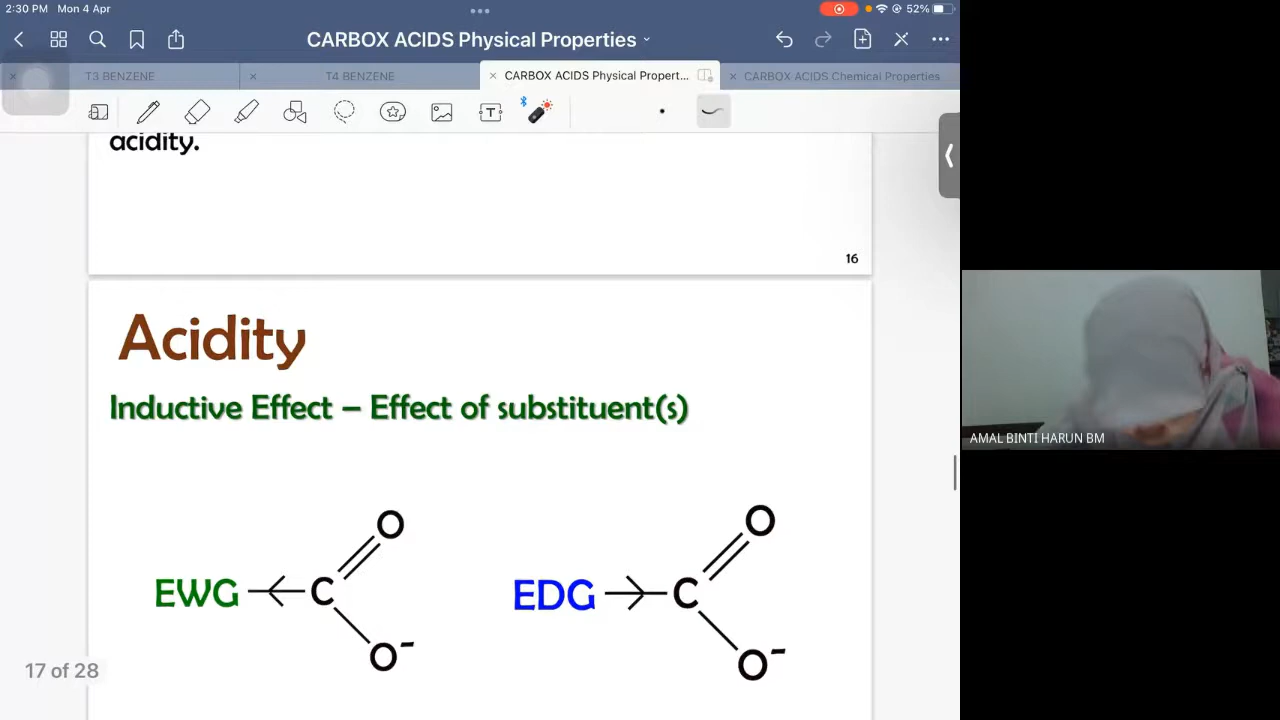 2:30 PM Mon 4 Apr
52%
CARBOX ACIDS Physical Properties
T3 BENZENE
T4 BENZENE
CARBOX ACIDS Physical Propert...
CARBOX ACIDS Chemical Properties
T
acidity.
16
Acidity
Inductive Effect – Effect of substituent(s)
EWG C O O-
EDG C O O-
17 of 28
AMAL BINTI HARUN BM